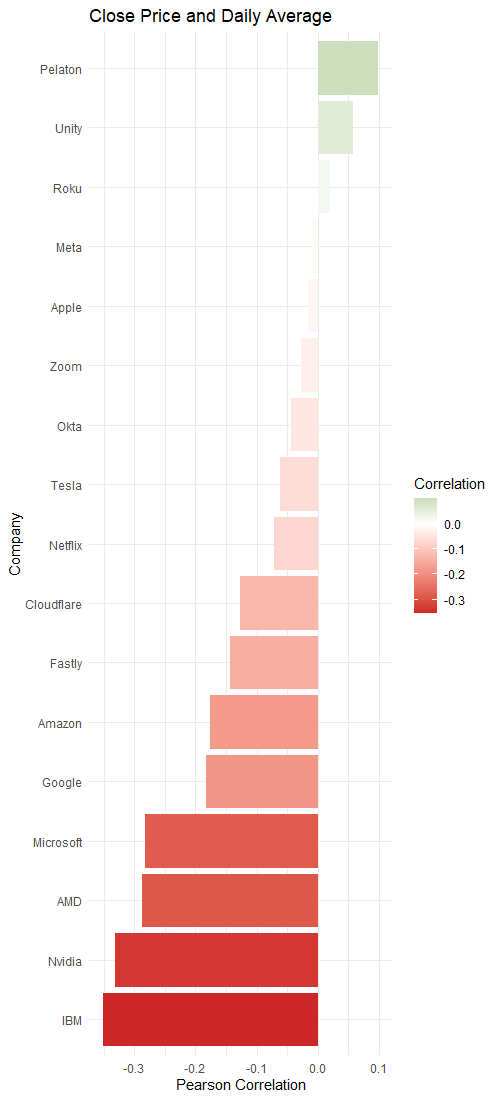 Close Price and Daily Average
Company
Pelaton
Unity
Roku
Meta
Apple
Zoom
Okta
Tesla
Netflix
Cloudflare
Fastly
Amazon
Google
Microsoft
AMD
Nvidia
IBM
-0.3 -0.2 -0.1 0.0 0.1
Pearson Correlation
Correlation
0.0
-0.1
-0.2
-0.3